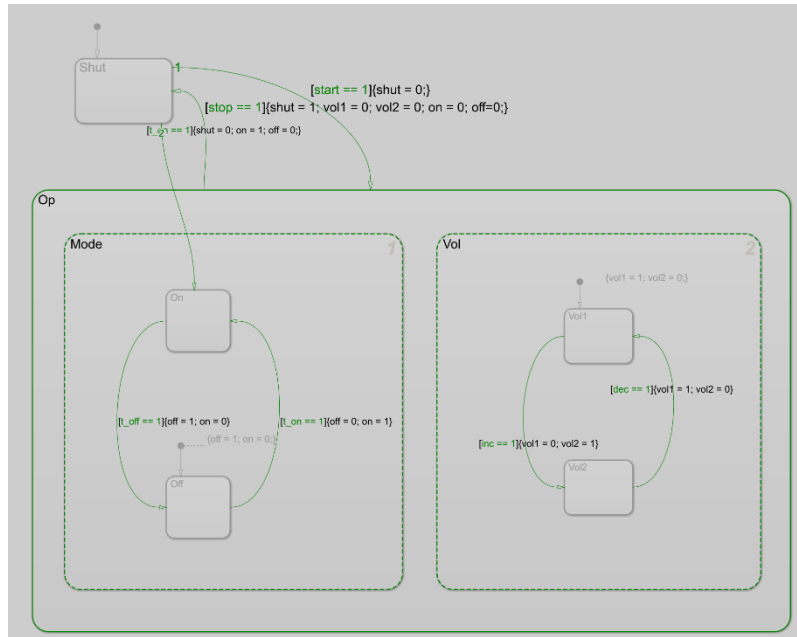 Shut
1
[start == 1]{shut = 0;}
[stop == 1]{shut = 1; vol1 = 0; vol2 = 0; on = 0; off=0;}
2
== 1]{shut = 0; on = 1; off = 0;}
Op
Mode
1
Vol
2
On
{vol1 = 1; vol2 = 0;}
Vol1
[dec == 1]{vol1 = 1; vol2 = 0}
[t_off == 1]{off = 1; on = 0}
[t_on == 1]{off = 0; on = 1}
{off = 1; on = 0;}
[inc == 1]{vol1 = 0; vol2 = 1}
Off
Vol2